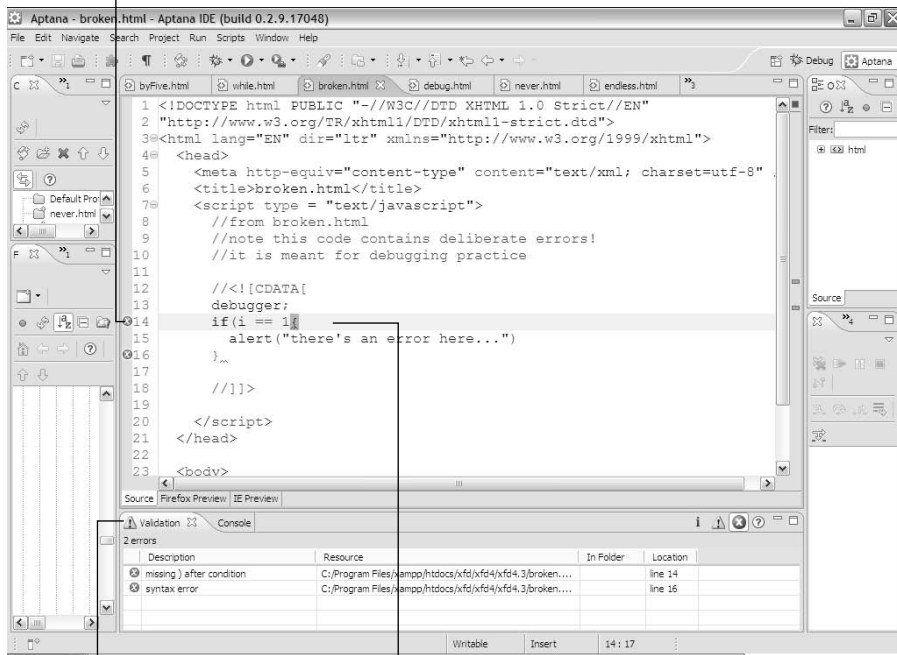 Aptana - broken.html - Aptana IDE (build 0.2.9.17048)
File Edit Navigate Search Project Run Scripts Window Help
Debug Aptana
C 1
byFive.html while.html broken.html debug.html never.html endless.html 3
1 <!DOCTYPE html PUBLIC "-//W3C//DTD XHTML 1.0 Strict//EN"
2 "http://www.w3.org/TR/xhtml1/DTD/xhtml1-strict.dtd">
3 <html lang="EN" dir="ltr" xmlns="http://www.w3.org/1999/xhtml">
4 <head>
5 <meta http-equiv="content-type" content="text/xml; charset=utf-8"
6 <title>broken.html</title>
7 <script type = "text/javascript">
8 //from broken.html
9 //note this code contains deliberate errors!
10 //it is meant for debugging practice
11
12 //<![CDATA[
13 debugger;
14 if(i == 1{
15 alert("there's an error here...")
16 }
17
18 //]]>
19
20 </script>
21 </head>
22
23 <body>
Default Pro
never.html
F 1
Filter:
html
Source
4
Source Firefox Preview IE Preview
Validation Console
2 errors
Description Resource In Folder Location
missing ) after condition C:/Program Files/xampp/htdocs/xfd/xfd4/xfd4.3/broken.... line 14
syntax error C:/Program Files/xampp/htdocs/xfd/xfd4/xfd4.3/broken.... line 16
Writable Insert 14 : 17